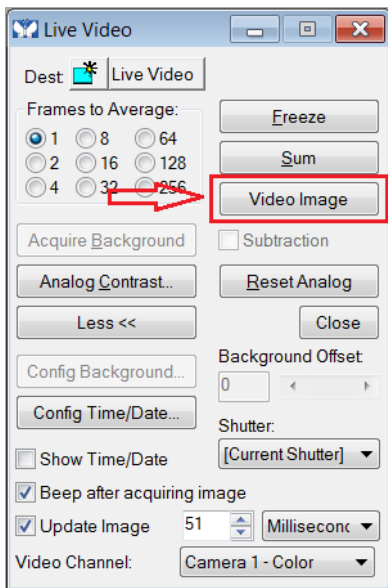 Live Video
Dest Live Video
Frames to Average:
1 8 64
2 16 128
4 32 256
Freeze
Sum
Video Image
Acquire Background
Subtraction
Analog Contrast...
Reset Analog
Less <<
Close
Config Background...
Background Offset:
0
Config Time/Date...
Shutter:
[Current Shutter]
Show Time/Date
Beep after acquiring image
Update Image 51 Millisecond
Video Channel: Camera 1 - Color